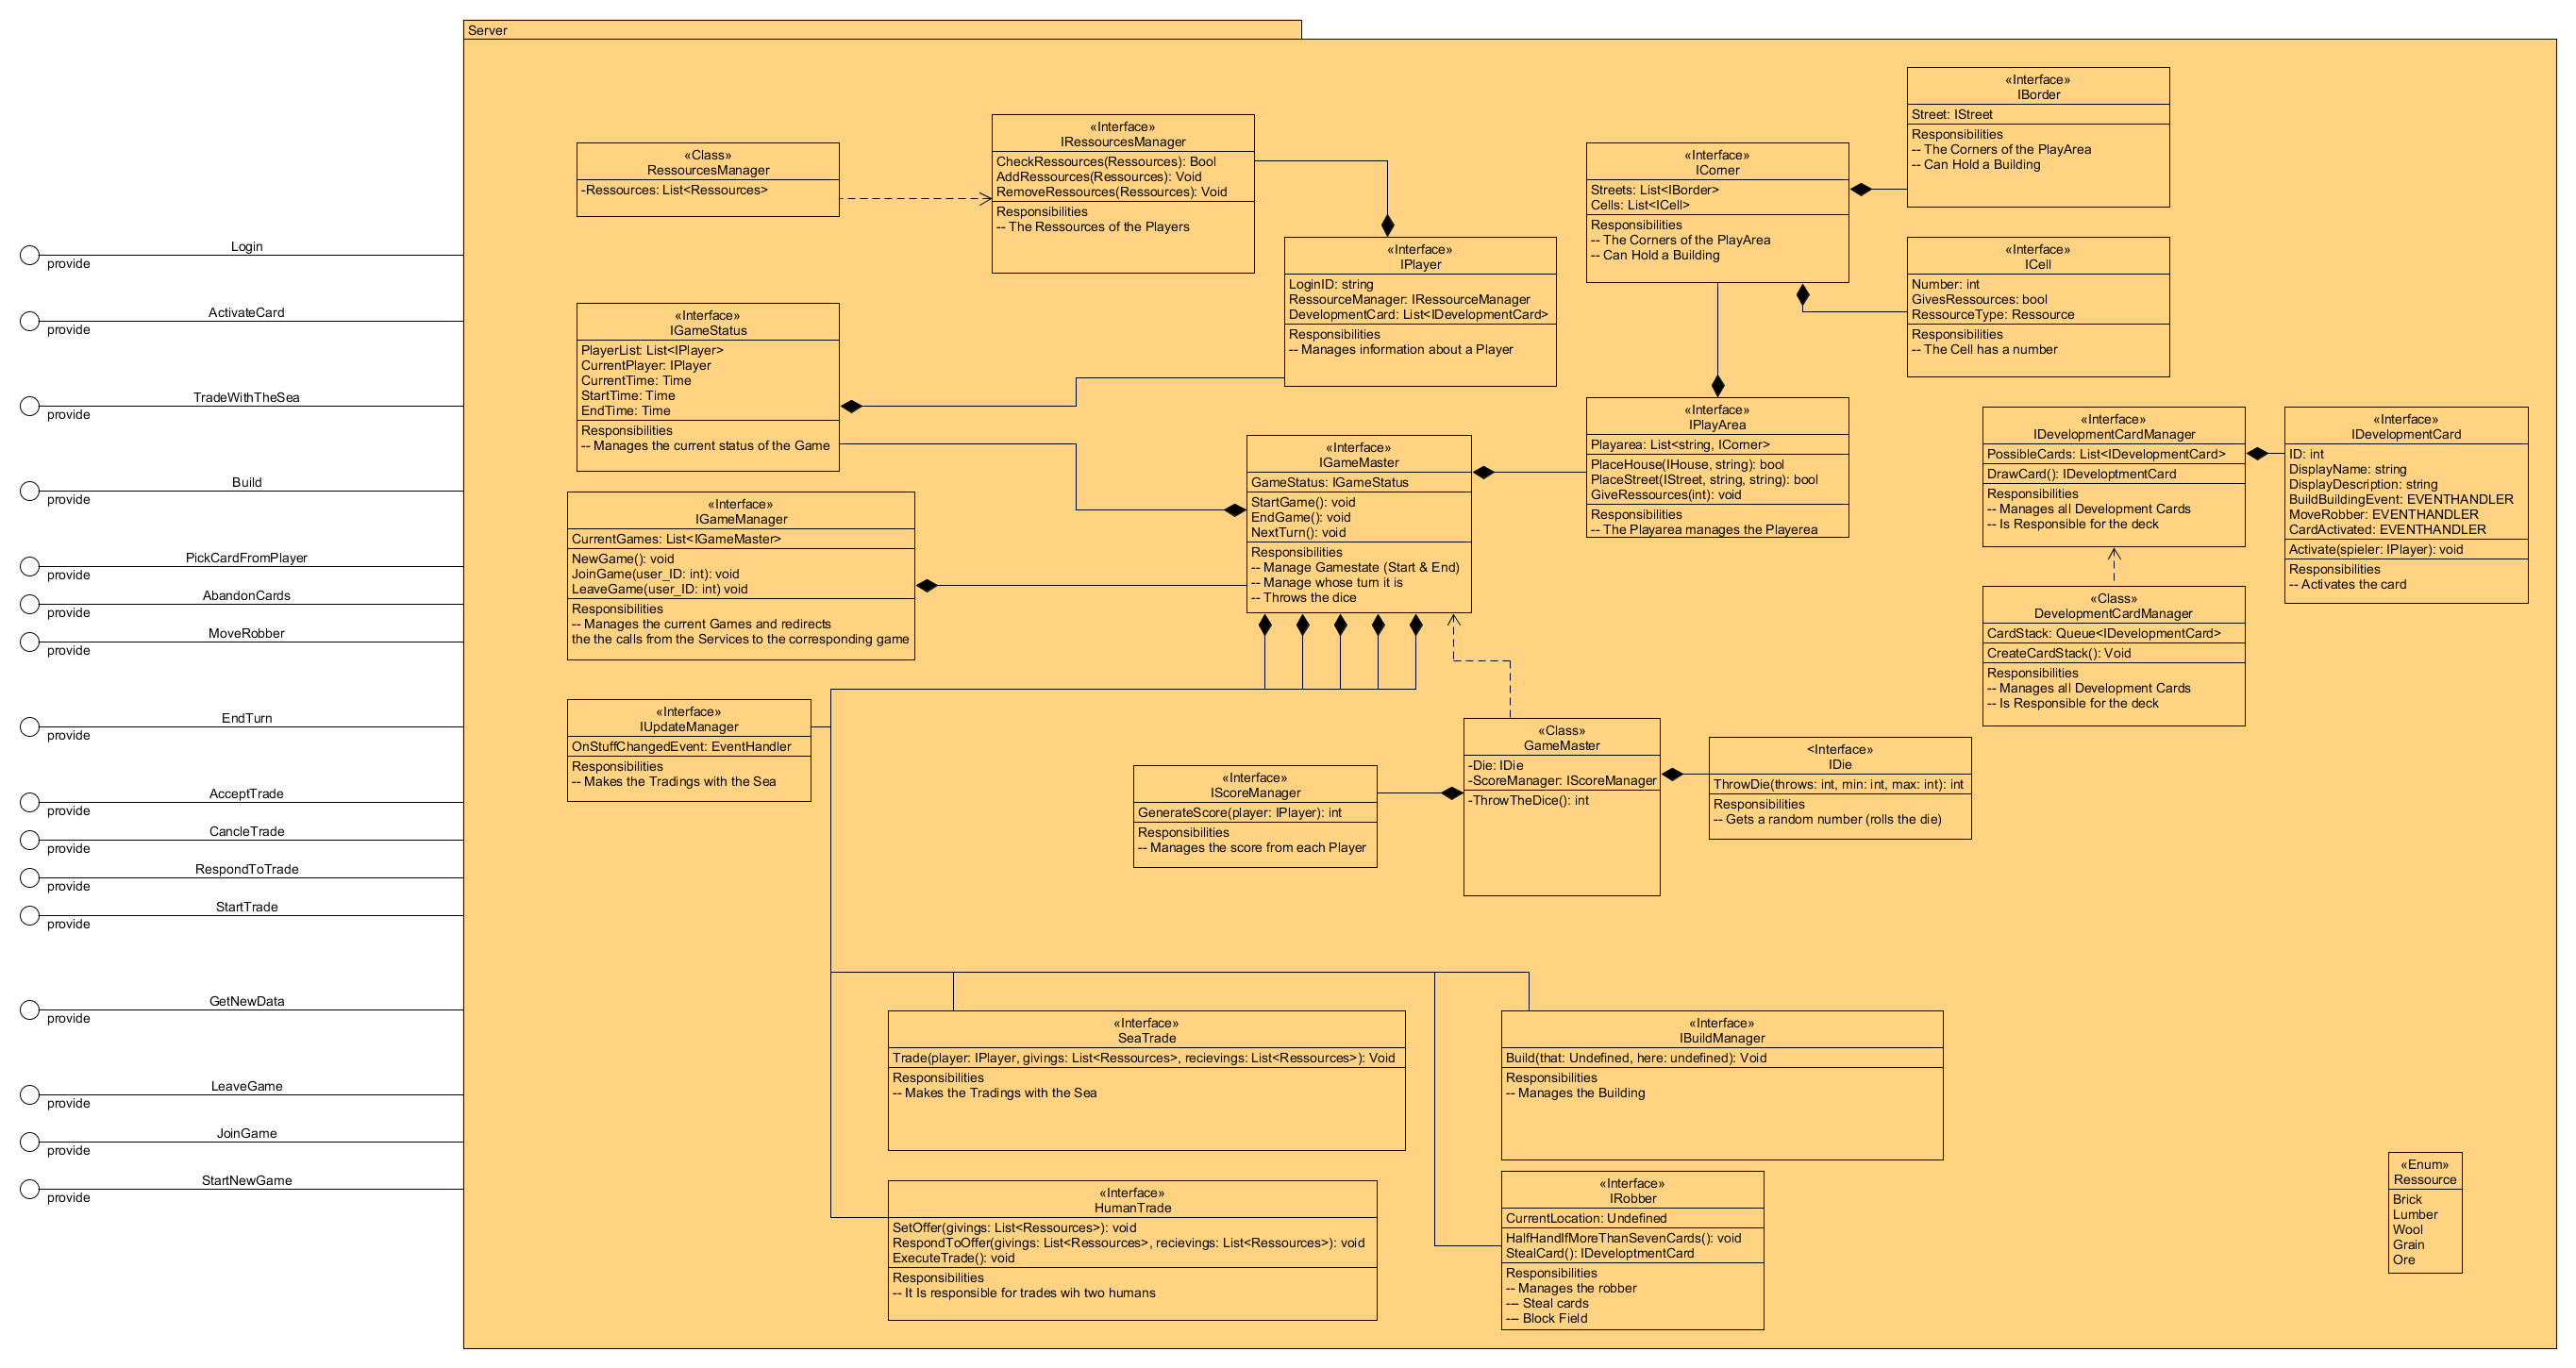 Server
Login
provide
ActivateCard
provide
TradeWithTheSea
provide
Build
provide
PickCardFromPlayer
provide
AbandonCards
provide
MoveRobber
provide
EndTurn
provide
AcceptTrade
provide
CancleTrade
provide
RespondToTrade
provide
StartTrade
provide
GetNewData
provide
LeaveGame
provide
JoinGame
provide
StartNewGame
provide
«Class»
RessourcesManager
-Ressources: List<Ressources>
«Interface»
IRessourcesManager
CheckRessources(Ressources): Bool
AddRessources(Ressources): Void
RemoveRessources(Ressources): Void
Responsibilities
-- The Ressources of the Players
«Interface»
IPlayer
LoginID: string
RessourceManager: IRessourceManager
DevelopmentCard: List<IDevelopmentCard>
Responsibilities
-- Manages information about a Player
«Interface»
ICorner
Streets: List<IBorder>
Cells: List<ICell>
Responsibilities
-- The Corners of the PlayArea
-- Can Hold a Building
«Interface»
IBorder
Street: IStreet
Responsibilities
-- The Corners of the PlayArea
-- Can Hold a Building
«Interface»
ICell
Number: int
GivesRessources: bool
RessourceType: Ressource
Responsibilities
-- The Cell has a number
«Interface»
IGameStatus
PlayerList: List<IPlayer>
CurrentPlayer: IPlayer
CurrentTime: Time
StartTime: Time
EndTime: Time
Responsibilities
-- Manages the current status of the Game
«Interface»
IGameManager
CurrentGames: List<IGameMaster>
NewGame(): void
JoinGame(user_ID: int): void
LeaveGame(user_ID: int) void
Responsibilities
-- Manages the current Games and redirects
the the calls from the Services to the corresponding game
«Interface»
IGameMaster
GameStatus: IGameStatus
StartGame(): void
EndGame(): void
NextTurn(): void
Responsibilities
-- Manage Gamestate (Start & End)
-- Manage whose turn it is
-- Throws the dice
«Interface»
IPlayArea
Playarea: List<string, ICorner>
PlaceHouse(IHouse, string): bool
PlaceStreet(IStreet, string, string): bool
GiveRessources(int): void
Responsibilities
-- The Playarea manages the Playerea
«Interface»
IDevelopmentCardManager
PossibleCards: List<IDevelopmentCard>
DrawCard(): IDeveloptmentCard
Responsibilities
-- Manages all Development Cards
-- Is Responsible for the deck
«Interface»
IDevelopmentCard
ID: int
DisplayName: string
DisplayDescription: string
BuildBuildingEvent: EVENTHANDLER
MoveRobber: EVENTHANDLER
CardActivated: EVENTHANDLER
Activate(spieler: IPlayer): void
Responsibilities
-- Activates the card
«Class»
DevelopmentCardManager
CardStack: Queue<IDevelopmentCard>
CreateCardStack(): Void
Responsibilities
-- Manages all Development Cards
-- Is Responsible for the deck
«Interface»
IUpdateManager
OnStuffChangedEvent: EventHandler
Responsibilities
-- Makes the Tradings with the Sea
«Interface»
IScoreManager
GenerateScore(player: IPlayer): int
Responsibilities
-- Manages the score from each Player
«Class»
GameMaster
-Die: IDie
-ScoreManager: IScoreManager
-ThrowTheDice(): int
<Interface»
IDie
ThrowDie(throws: int, min: int, max: int): int
Responsibilities
-- Gets a random number (rolls the die)
«Interface»
SeaTrade
Trade(player: IPlayer, givings: List<Ressources>, recievings: List<Ressources>): Void
Responsibilities
-- Makes the Tradings with the Sea
«Interface»
IBuildManager
Build(that: Undefined, here: undefined): Void
Responsibilities
-- Manages the Building
«Interface»
HumanTrade
SetOffer(givings: List<Ressources>): void
RespondToOffer(givings: List<Ressources>, recievings: List<Ressources>): void
ExecuteTrade(): void
Responsibilities
-- It Is responsible for trades wih two humans
«Interface»
IRobber
CurrentLocation: Undefined
HalfHandIfMoreThanSevenCards(): void
StealCard(): IDeveloptmentCard
Responsibilities
-- Manages the robber
--- Steal cards
--- Block Field
«Enum»
Ressource
Brick
Lumber
Wool
Grain
Ore